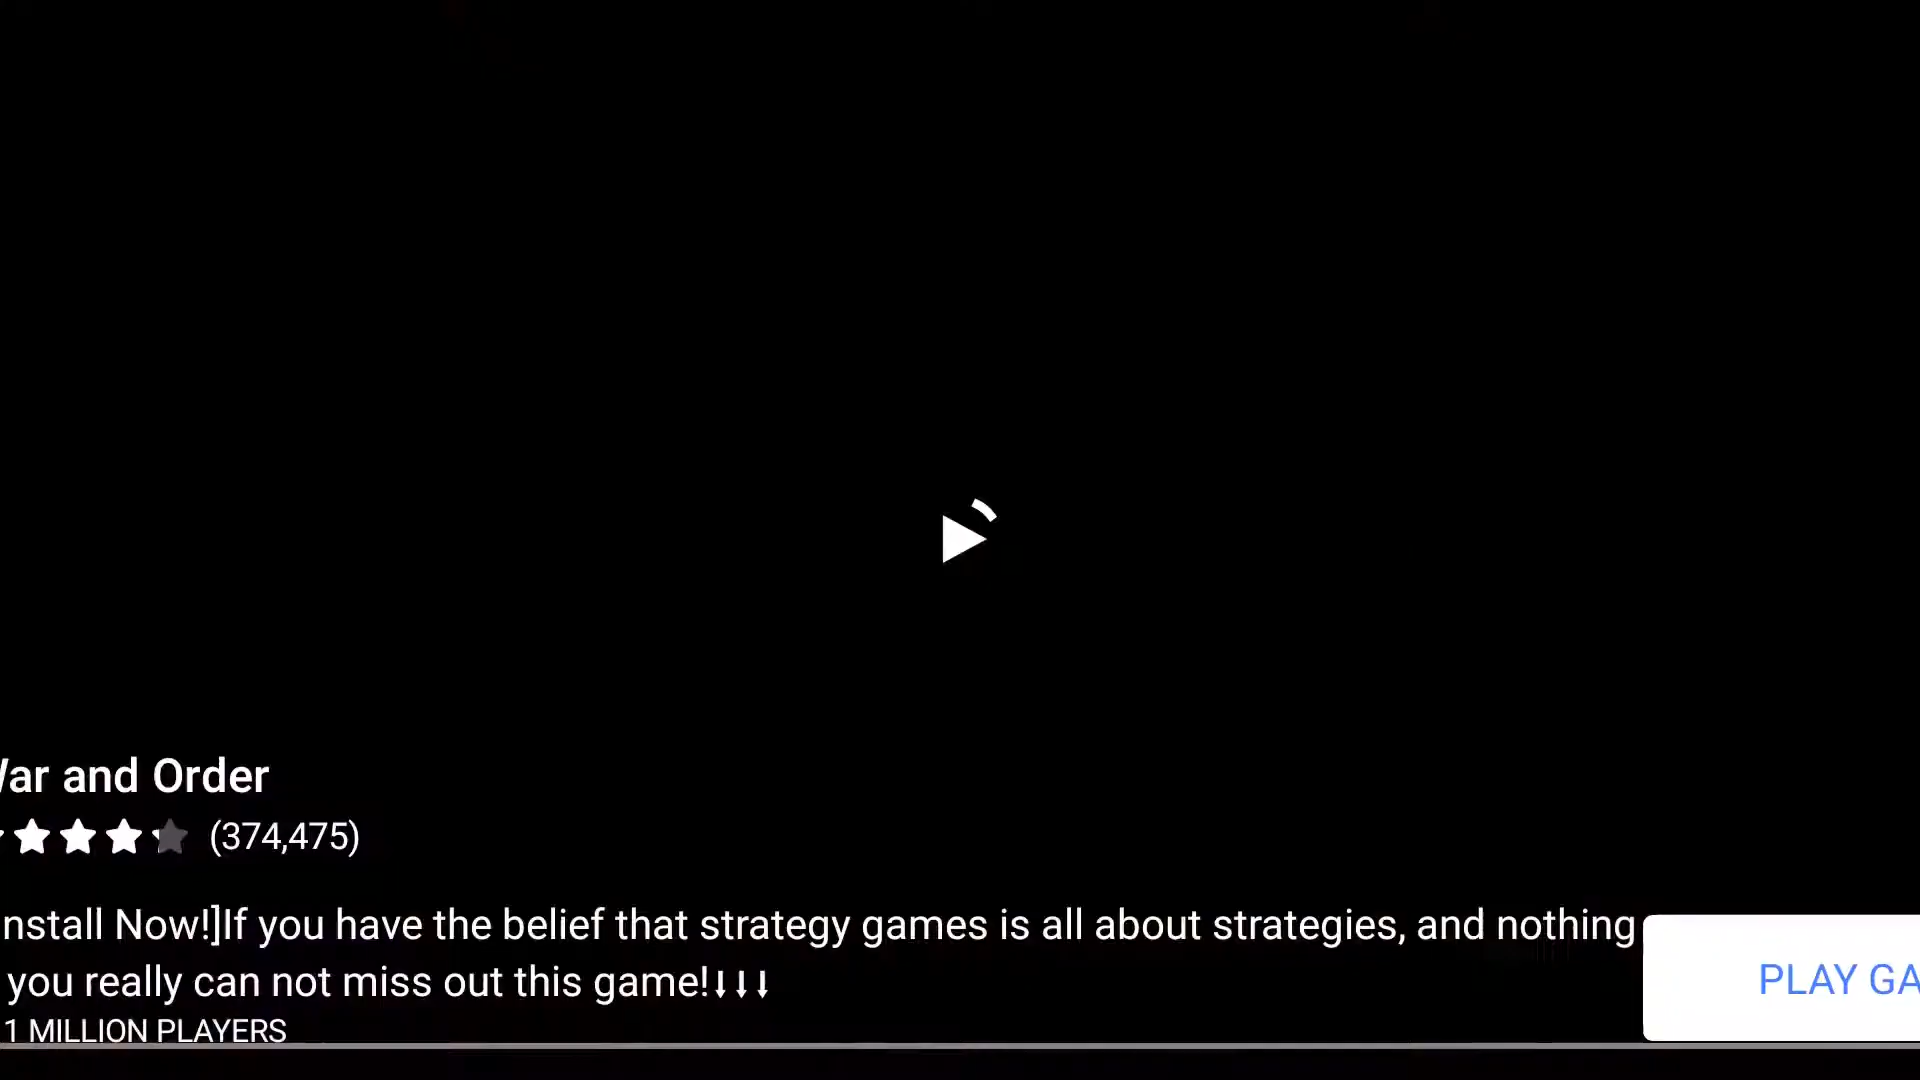 War and Order
(374,475)
nstall Now!]If you have the belief that strategy games is all about strategies, and nothing
you really can not miss out this game!⭣⭣⭣
1 MILLION PLAYERS
PLAY GA